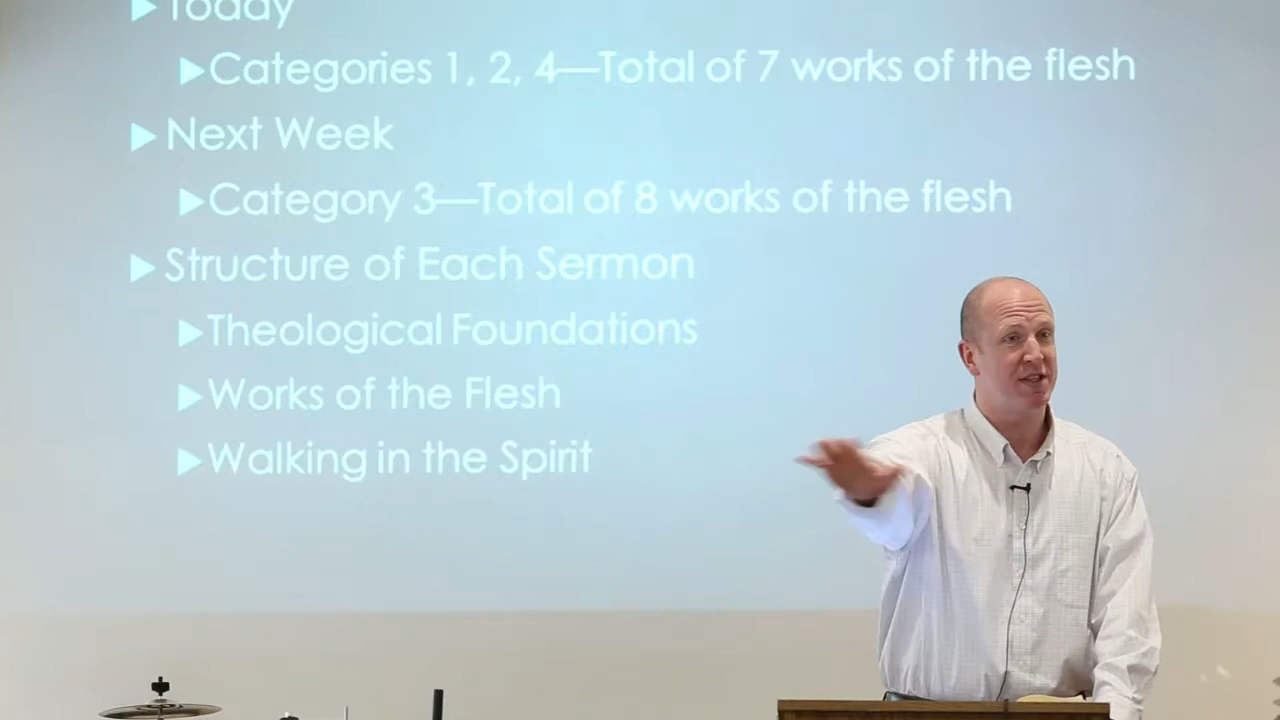 Today
Categories 1, 2, 4—Total of 7 works of the flesh
Next Week
Category 3—Total of 8 works of the flesh
Structure of Each Sermon
Theological Foundations
Works of the Flesh
Walking in the Spirit